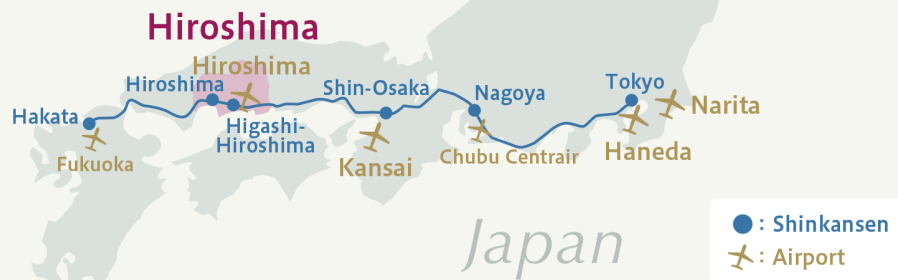 Hiroshima
Hiroshima
Hiroshima
Shin-Osaka
Nagoya
Tokyo
Narita
Hakata
Higashi-
Hiroshima
Fukuoka
Kansai
Chubu Centrair
Haneda
Japan
: Shinkansen
: Airport